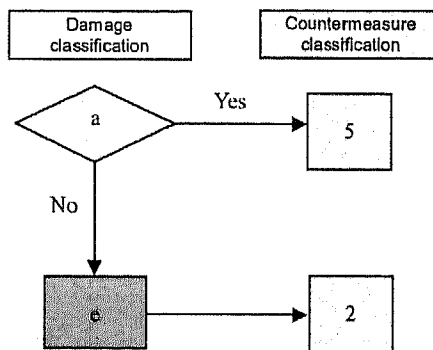 Damage
classification
Countermeasure
classification
a
Yes
5
No
e
2